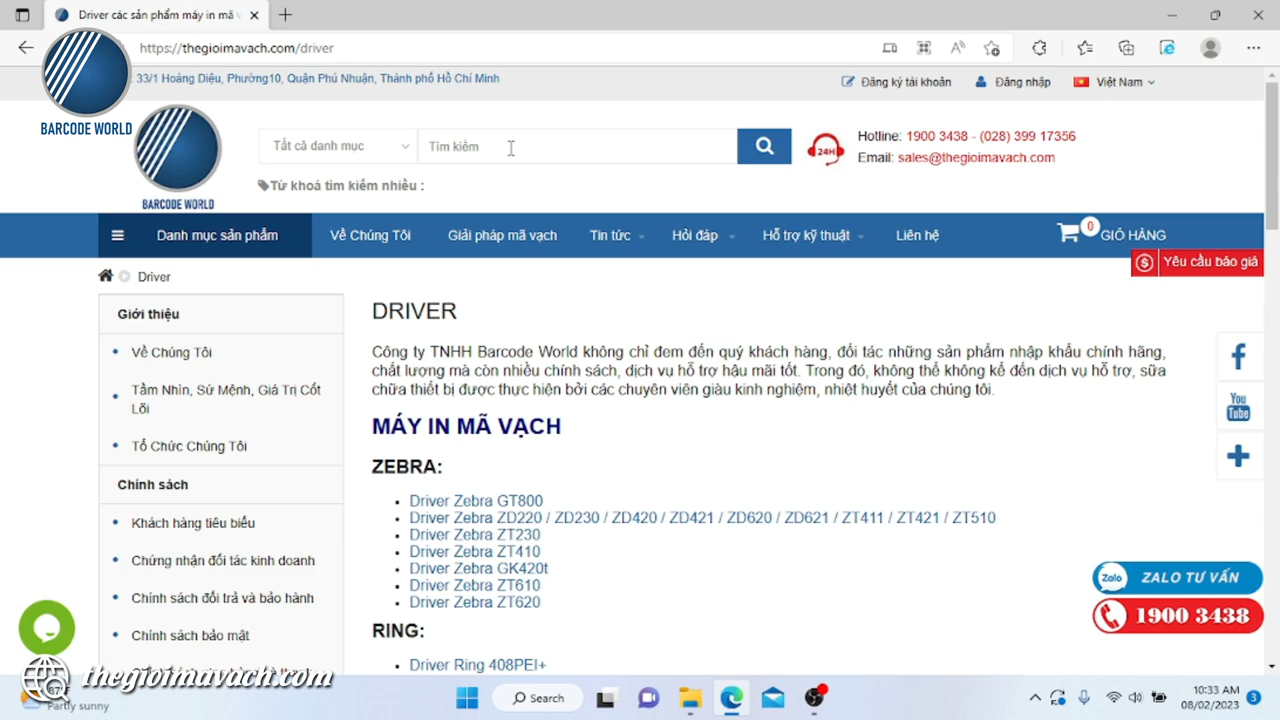 Driver các sản phẩm máy in mã v
https://thegioimavach.com/driver
33/1 Hoàng Diệu, Phường10, Quận Phú Nhuận, Thành phố Hồ Chí Minh
Đăng ký tài khoản
Đăng nhập
Việt Nam
BARCODE WORLD
BARCODE WORLD
Tất cả danh mục
Tìm kiếm
24H
Hotline: 1900 3438 - (028) 399 17356
Email: sales@thegioimavach.com
Từ khoá tìm kiếm nhiều :
Danh mục sản phẩm
Về Chúng Tôi
Giải pháp mã vạch
Tin tức
Hỏi đáp
Hỗ trợ kỹ thuật
Liên hệ
0
GIỎ HÀNG
Yêu cầu báo giá
Driver
Giới thiệu
Về Chúng Tôi
Tầm Nhìn, Sứ Mệnh, Giá Trị Cốt
Lõi
Tổ Chức Chúng Tôi
Chính sách
Khách hàng tiêu biểu
Chứng nhận đối tác kinh doanh
Chính sách đổi trả và bảo hành
Chính sách bảo mật
DRIVER
Công ty TNHH Barcode World không chỉ đem đến quý khách hàng, đối tác những sản phẩm nhập khẩu chính hãng,
chất lượng mà còn nhiều chính sách, dịch vụ hỗ trợ hậu mãi tốt. Trong đó, không thể không kể đến dịch vụ hỗ trợ, sửa
chữa thiết bị được thực hiện bởi các chuyên viên giàu kinh nghiệm, nhiệt huyết của chúng tôi.
MÁY IN MÃ VẠCH
ZEBRA:
Driver Zebra GT800
Driver Zebra ZD220 / ZD230 / ZD420 / ZD421 / ZD620 / ZD621 / ZT411 / ZT421 / ZT510
Driver Zebra ZT230
Driver Zebra ZT410
Driver Zebra GK420t
Driver Zebra ZT610
Driver Zebra ZT620
RING:
Driver Ring 408PEI+
You
Tube
Zalo
ZALO TƯ VẤN
1900 3438
thegioimavach.com
Partly sunny
Search
10:33 AM
08/02/2023
3